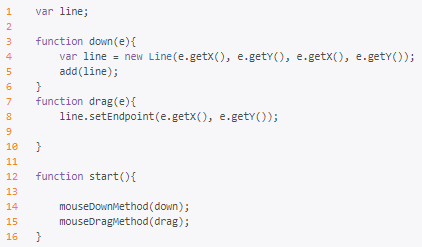 1 var line;
2
3 function down(e){
4 var line = new Line(e.getX(), e.getY(), e.getX(), e.getY());
5 add(line);
6 }
7 function drag(e){
8 line.setEndpoint(e.getX(), e.getY());
9
10 }
11
12 function start(){
13
14 mouseDownMethod(down);
15 mouseDragMethod(drag);
16 }